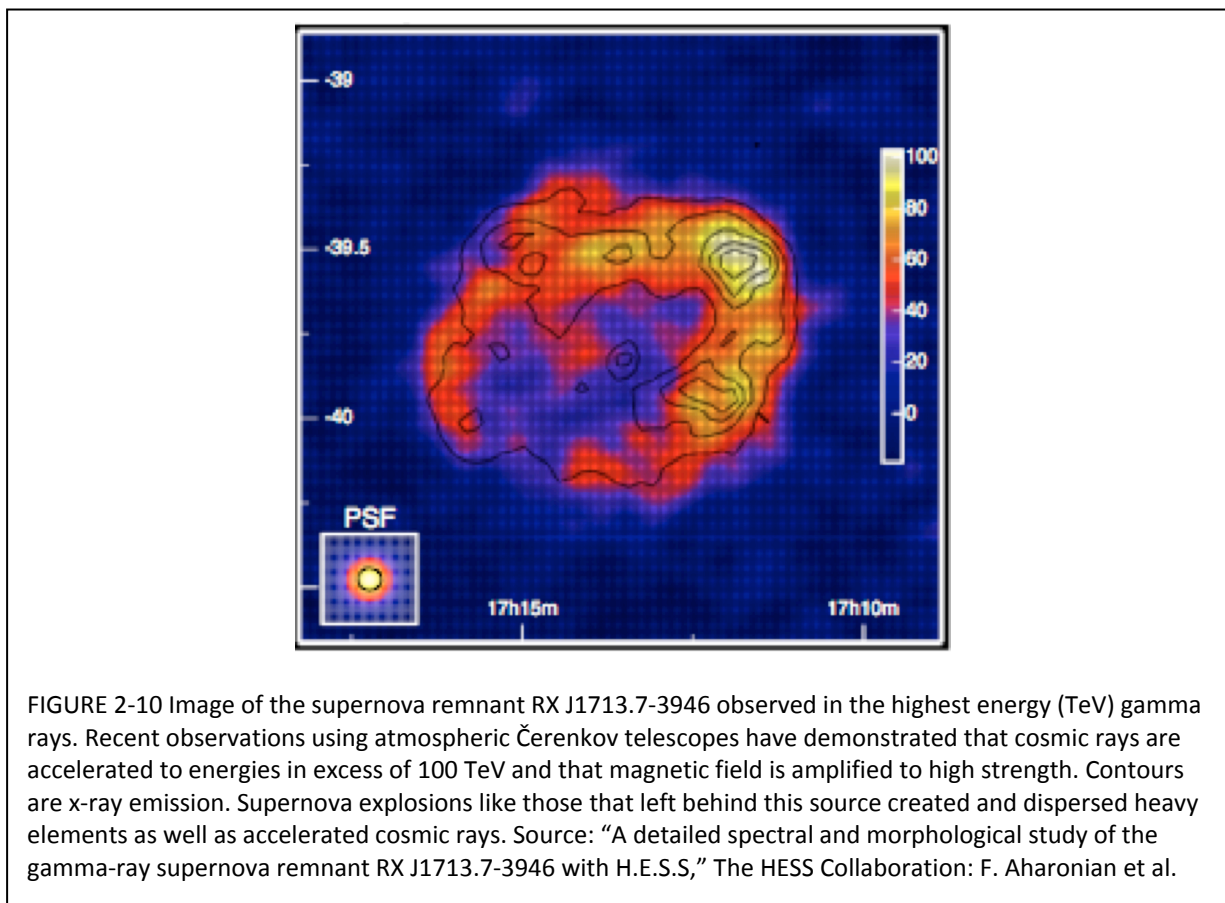 -39
100
80
-39.5
60
40
20
-40
0
PSF
17h15m
17h10m
FIGURE 2-10 Image of the supernova remnant RX J1713.7-3946 observed in the highest energy (TeV) gamma
rays. Recent observations using atmospheric Čerenkov telescopes have demonstrated that cosmic rays are
accelerated to energies in excess of 100 TeV and that magnetic field is amplified to high strength. Contours
are x-ray emission. Supernova explosions like those that left behind this source created and dispersed heavy
elements as well as accelerated cosmic rays. Source: “A detailed spectral and morphological study of the
gamma-ray supernova remnant RX J1713.7-3946 with H.E.S.S,” The HESS Collaboration: F. Aharonian et al.